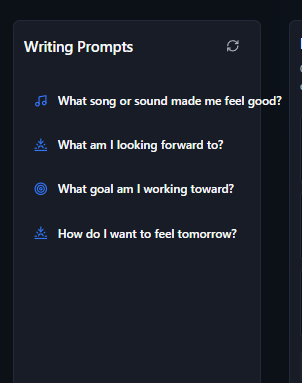 Writing Prompts
What song or sound made me feel good?
What am I looking forward to?
What goal am I working toward?
How do I want to feel tomorrow?